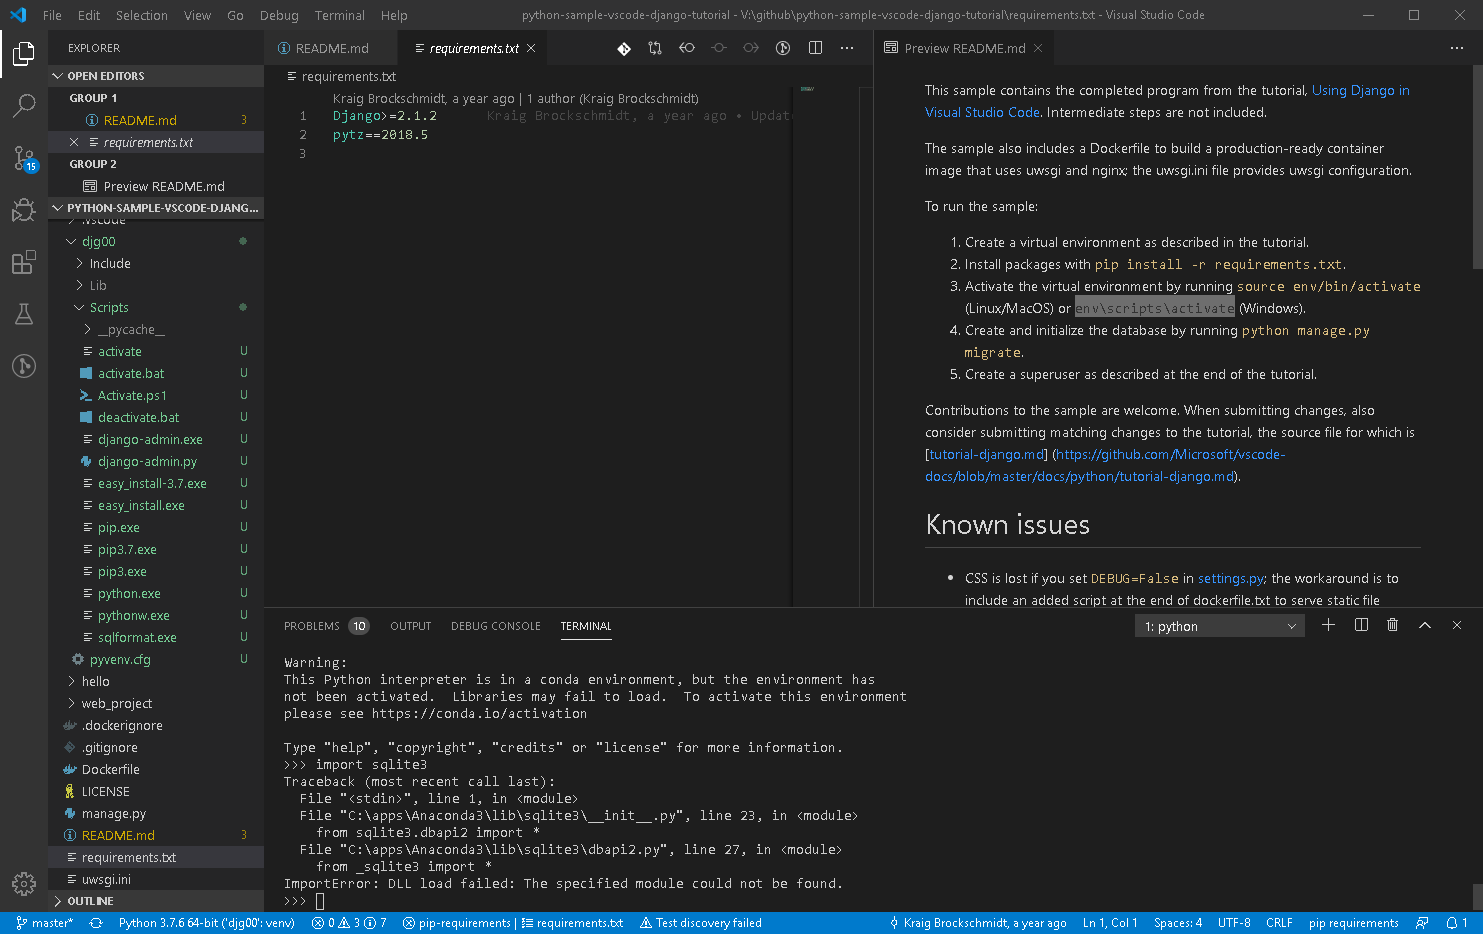 File Edit Selection View Go Debug Terminal Help
python-sample-vscode-django-tutorial - V:\github\python-sample-vscode-django-tutorial\requirements.txt - Visual Studio Code
EXPLORER
OPEN EDITORS
GROUP 1
README.md 3
requirements.txt
GROUP 2
Preview README.md
PYTHON-SAMPLE-VSCODE-DJANG...
.vscode
djg00
Include
Lib
Scripts
__pycache__
activate U
activate.bat U
Activate.ps1 U
deactivate.bat U
django-admin.exe U
django-admin.py U
easy_install-3.7.exe U
easy_install.exe U
pip.exe U
pip3.7.exe U
pip3.exe U
python.exe U
pythonw.exe U
sqlformat.exe U
pyvenv.cfg U
hello
web_project
.dockerignore
.gitignore
Dockerfile
LICENSE
manage.py
README.md 3
requirements.txt
uwsgi.ini
OUTLINE
15
README.md
requirements.txt
requirements.txt
Kraig Brockschmidt, a year ago | 1 author (Kraig Brockschmidt)
1 Django>=2.1.2 Kraig Brockschmidt, a year ago • Updat
2 pytz==2018.5
3
Preview README.md
This sample contains the completed program from the tutorial, Using Django in
Visual Studio Code. Intermediate steps are not included.
The sample also includes a Dockerfile to build a production-ready container
image that uses uwsgi and nginx; the uwsgi.ini file provides uwsgi configuration.
To run the sample:
1. Create a virtual environment as described in the tutorial.
2. Install packages with pip install -r requirements.txt.
3. Activate the virtual environment by running source env/bin/activate
(Linux/MacOS) or env\scripts\activate (Windows).
4. Create and initialize the database by running python manage.py
migrate.
5. Create a superuser as described at the end of the tutorial.
Contributions to the sample are welcome. When submitting changes, also
consider submitting matching changes to the tutorial, the source file for which is
[tutorial-django.md] (https://github.com/Microsoft/vscode-
docs/blob/master/docs/python/tutorial-django.md).
Known issues
• CSS is lost if you set DEBUG=False in settings.py; the workaround is to
include an added script at the end of dockerfile.txt to serve static file
PROBLEMS 10 OUTPUT DEBUG CONSOLE TERMINAL
1: python
Warning:
This Python interpreter is in a conda environment, but the environment has
not been activated.  Libraries may fail to load.  To activate this environment
please see https://conda.io/activation
Type "help", "copyright", "credits" or "license" for more information.
>>> import sqlite3
Traceback (most recent call last):
  File "<stdin>", line 1, in <module>
  File "C:\apps\Anaconda3\lib\sqlite3\__init__.py", line 23, in <module>
    from sqlite3.dbapi2 import *
  File "C:\apps\Anaconda3\lib\sqlite3\dbapi2.py", line 27, in <module>
    from _sqlite3 import *
ImportError: DLL load failed: The specified module could not be found.
>>>
master* Python 3.7.6 64-bit ('djg00': venv) 0 3 7 pip-requirements | requirements.txt Test discovery failed Kraig Brockschmidt, a year ago Ln 1, Col 1 Spaces: 4 UTF-8 CRLF pip requirements 1